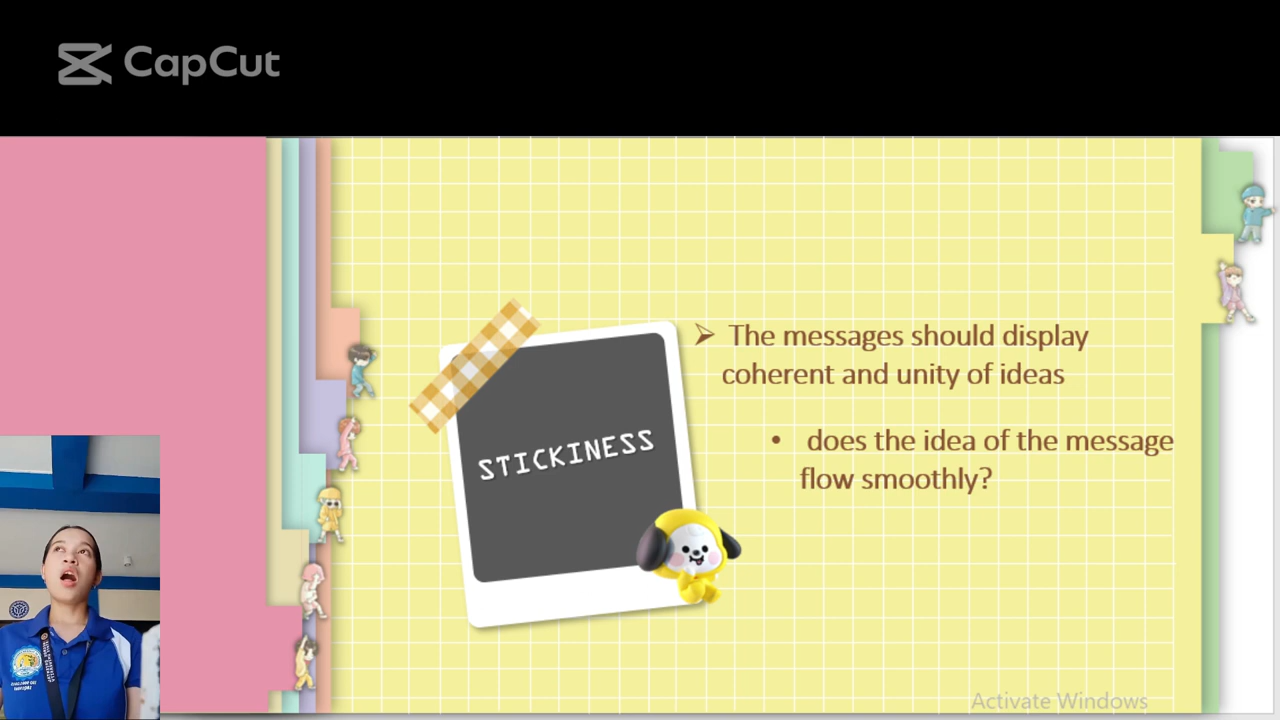 CapCut
The messages should display
coherent and unity of ideas
STICKINESS
does the idea of the message
flow smoothly?
Activate Windows